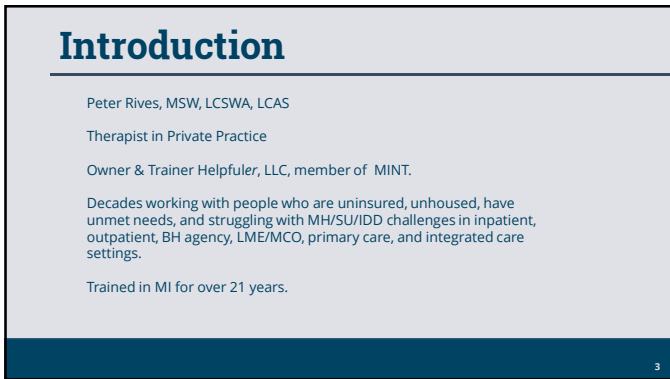 Introduction
Peter Rives, MSW, LCSWA, LCAS
Therapist in Private Practice
Owner & Trainer Helpfuler, LLC, member of MINT.
Decades working with people who are uninsured, unhoused, have
unmet needs, and struggling with MH/SU/IDD challenges in inpatient,
outpatient, BH agency, LME/MCO, primary care, and integrated care
settings.
Trained in MI for over 21 years.
3